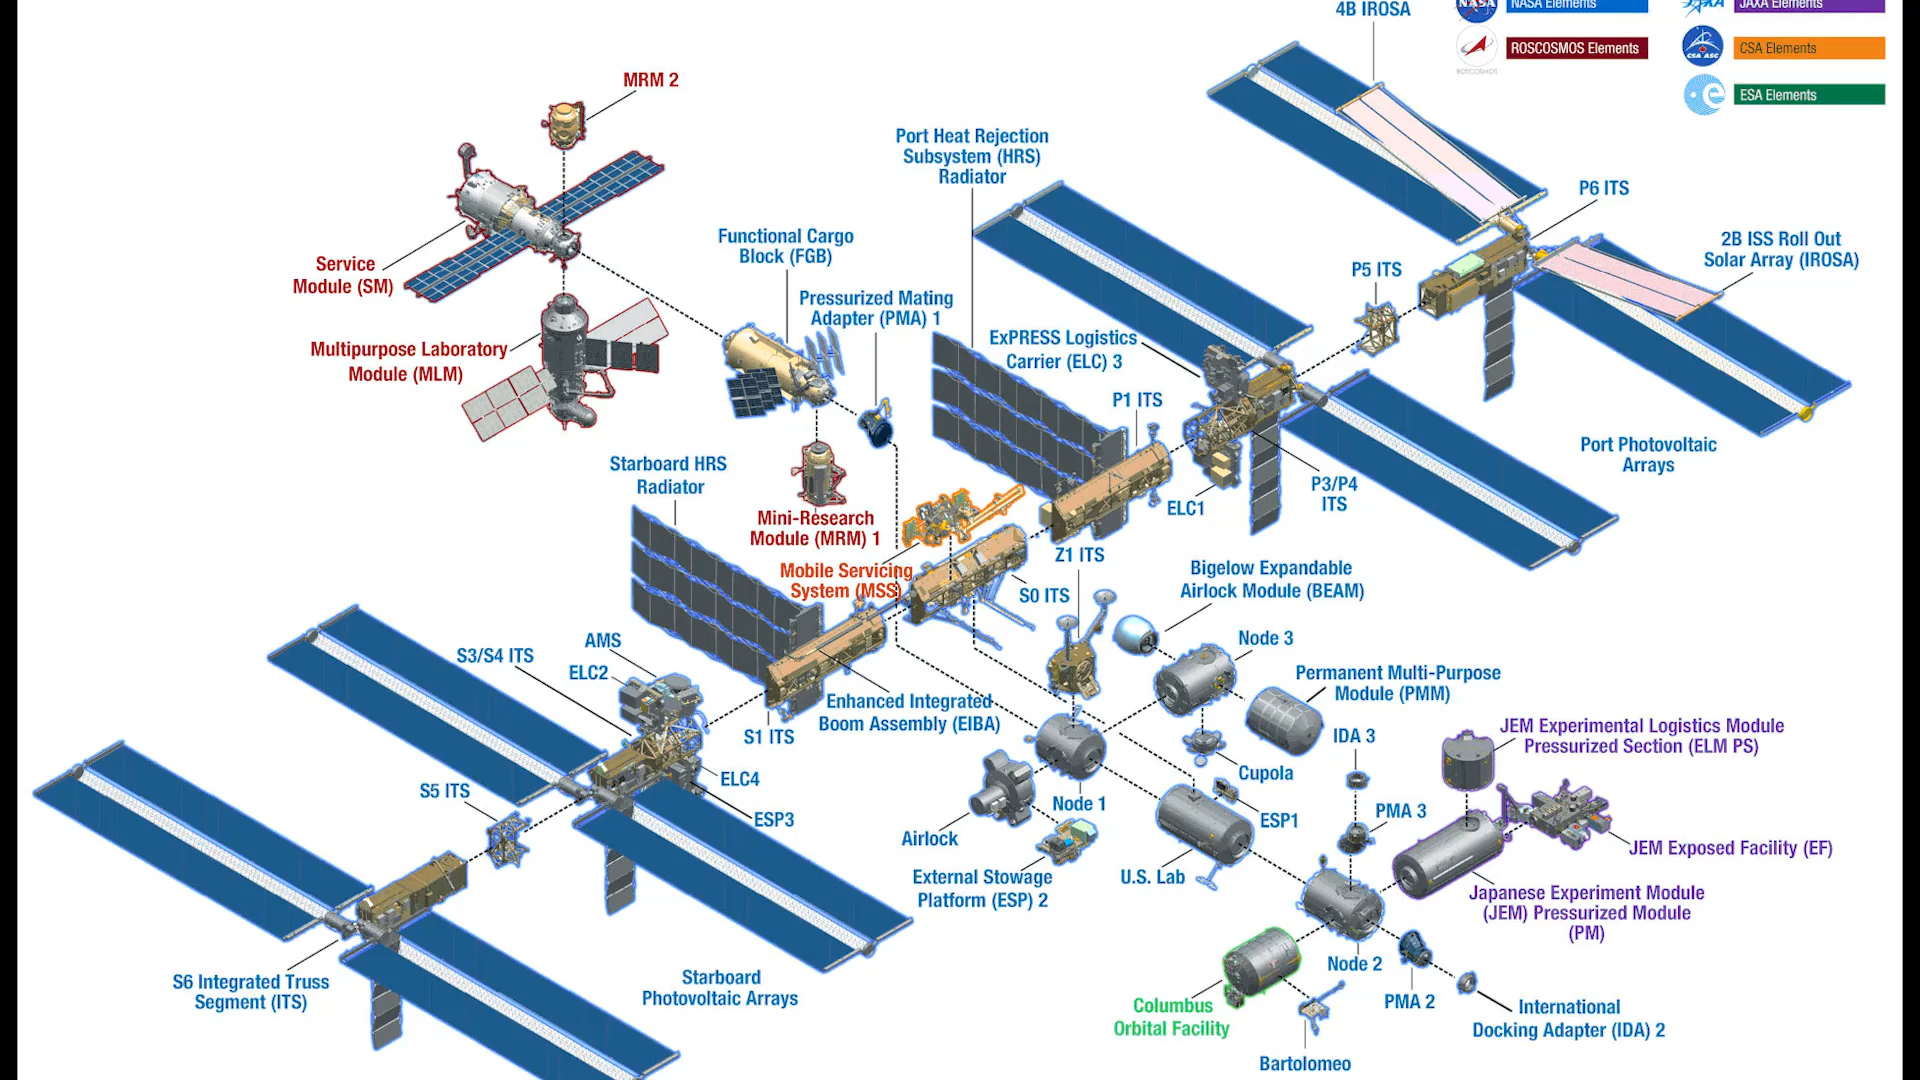 4B IROSA
NASA
NASA Elements
JAXA Elements
ROSCOSMOS
ROSCOSMOS Elements
CSA ASC
CSA Elements
ESA Elements
MRM 2
Port Heat Rejection
Subsystem (HRS)
Radiator
P6 ITS
Functional Cargo
Block (FGB)
2B ISS Roll Out
Solar Array (IROSA)
Service
Module (SM)
P5 ITS
Pressurized Mating
Adapter (PMA) 1
ExPRESS Logistics
Carrier (ELC) 3
Multipurpose Laboratory
Module (MLM)
P1 ITS
Port Photovoltaic
Arrays
Starboard HRS
Radiator
P3/P4
ITS
ELC1
Mini-Research
Module (MRM) 1
Z1 ITS
Mobile Servicing
System (MSS)
S0 ITS
Bigelow Expandable
Airlock Module (BEAM)
Node 3
AMS
S3/S4 ITS
ELC2
Permanent Multi-Purpose
Module (PMM)
Enhanced Integrated
Boom Assembly (EIBA)
S1 ITS
JEM Experimental Logistics Module
Pressurized Section (ELM PS)
IDA 3
Cupola
ELC4
S5 ITS
Node 1
PMA 3
ESP3
ESP1
Airlock
JEM Exposed Facility (EF)
External Stowage
Platform (ESP) 2
U.S. Lab
Japanese Experiment Module
(JEM) Pressurized Module
(PM)
Node 2
S6 Integrated Truss
Segment (ITS)
Starboard
Photovoltaic Arrays
PMA 2
Columbus
Orbital Facility
International
Docking Adapter (IDA) 2
Bartolomeo